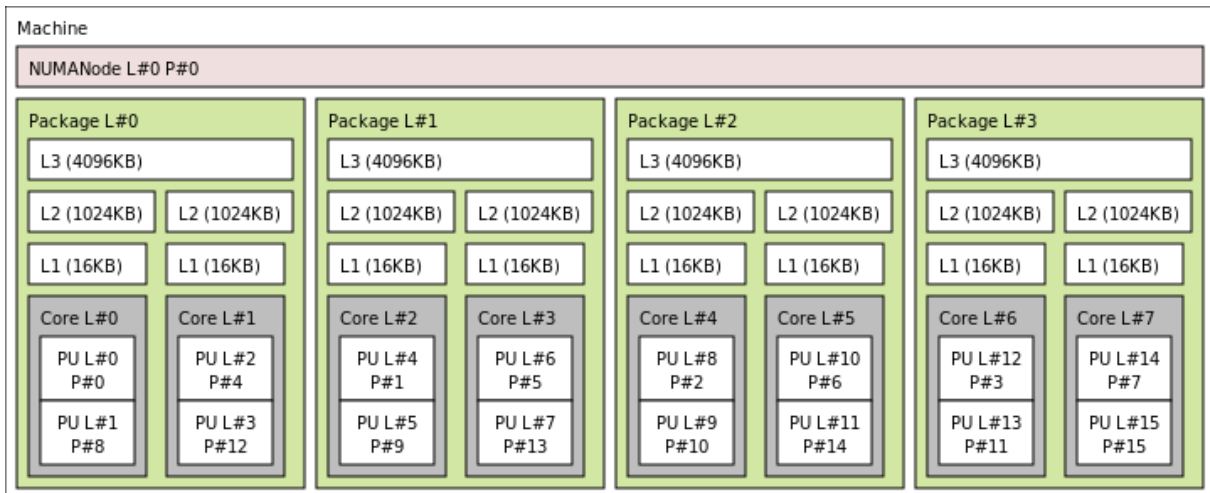 Machine
NUMANode L#0 P#0
Package L#0
L3 (4096KB)
L2 (1024KB)
L2 (1024KB)
L1 (16KB)
L1 (16KB)
Core L#0
PU L#0
P#0
PU L#1
P#8
Core L#1
PU L#2
P#4
PU L#3
P#12
Package L#1
L3 (4096KB)
L2 (1024KB)
L2 (1024KB)
L1 (16KB)
L1 (16KB)
Core L#2
PU L#4
P#1
PU L#5
P#9
Core L#3
PU L#6
P#5
PU L#7
P#13
Package L#2
L3 (4096KB)
L2 (1024KB)
L2 (1024KB)
L1 (16KB)
L1 (16KB)
Core L#4
PU L#8
P#2
PU L#9
P#10
Core L#5
PU L#10
P#6
PU L#11
P#14
Package L#3
L3 (4096KB)
L2 (1024KB)
L2 (1024KB)
L1 (16KB)
L1 (16KB)
Core L#6
PU L#12
P#3
PU L#13
P#11
Core L#7
PU L#14
P#7
PU L#15
P#15